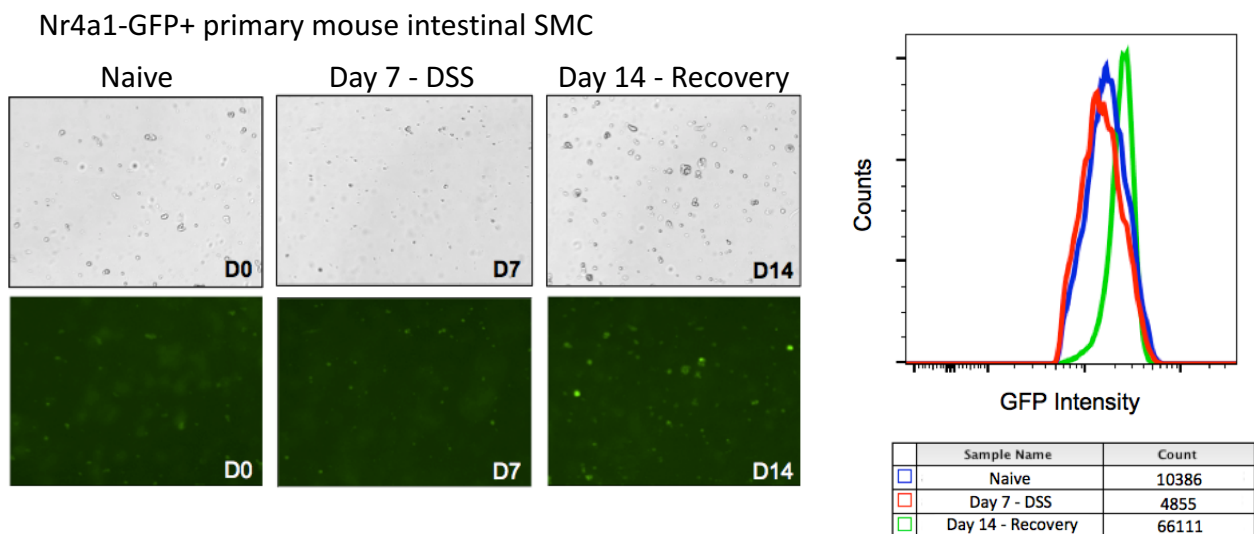 Nr4a1-GFP+ primary mouse intestinal SMC
Naive
Day 7 - DSS
Day 14 - Recovery
D0
D7
D14
D0
D7
D14
Counts
GFP Intensity
Sample Name Count
Naive 10386
Day 7 - DSS 4855
Day 14 - Recovery 66111